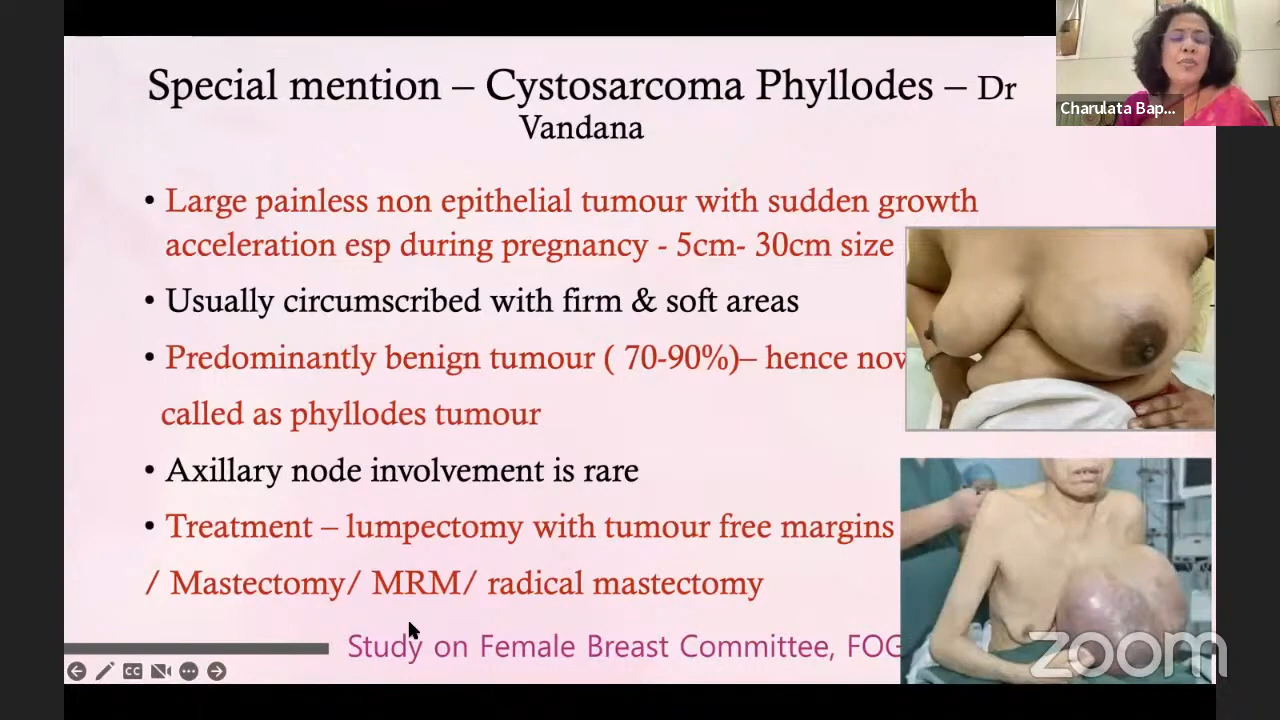 Special mention – Cystosarcoma Phyllodes – Dr
Vandana
• Large painless non epithelial tumour with sudden growth
acceleration esp during pregnancy - 5cm- 30cm size
• Usually circumscribed with firm & soft areas
• Predominantly benign tumour ( 70-90%)– hence now
called as phyllodes tumour
• Axillary node involvement is rare
• Treatment – lumpectomy with tumour free margins
/ Mastectomy/ MRM/ radical mastectomy
Study on Female Breast Committee, FOG
Charulata Bap...
CC
zoom